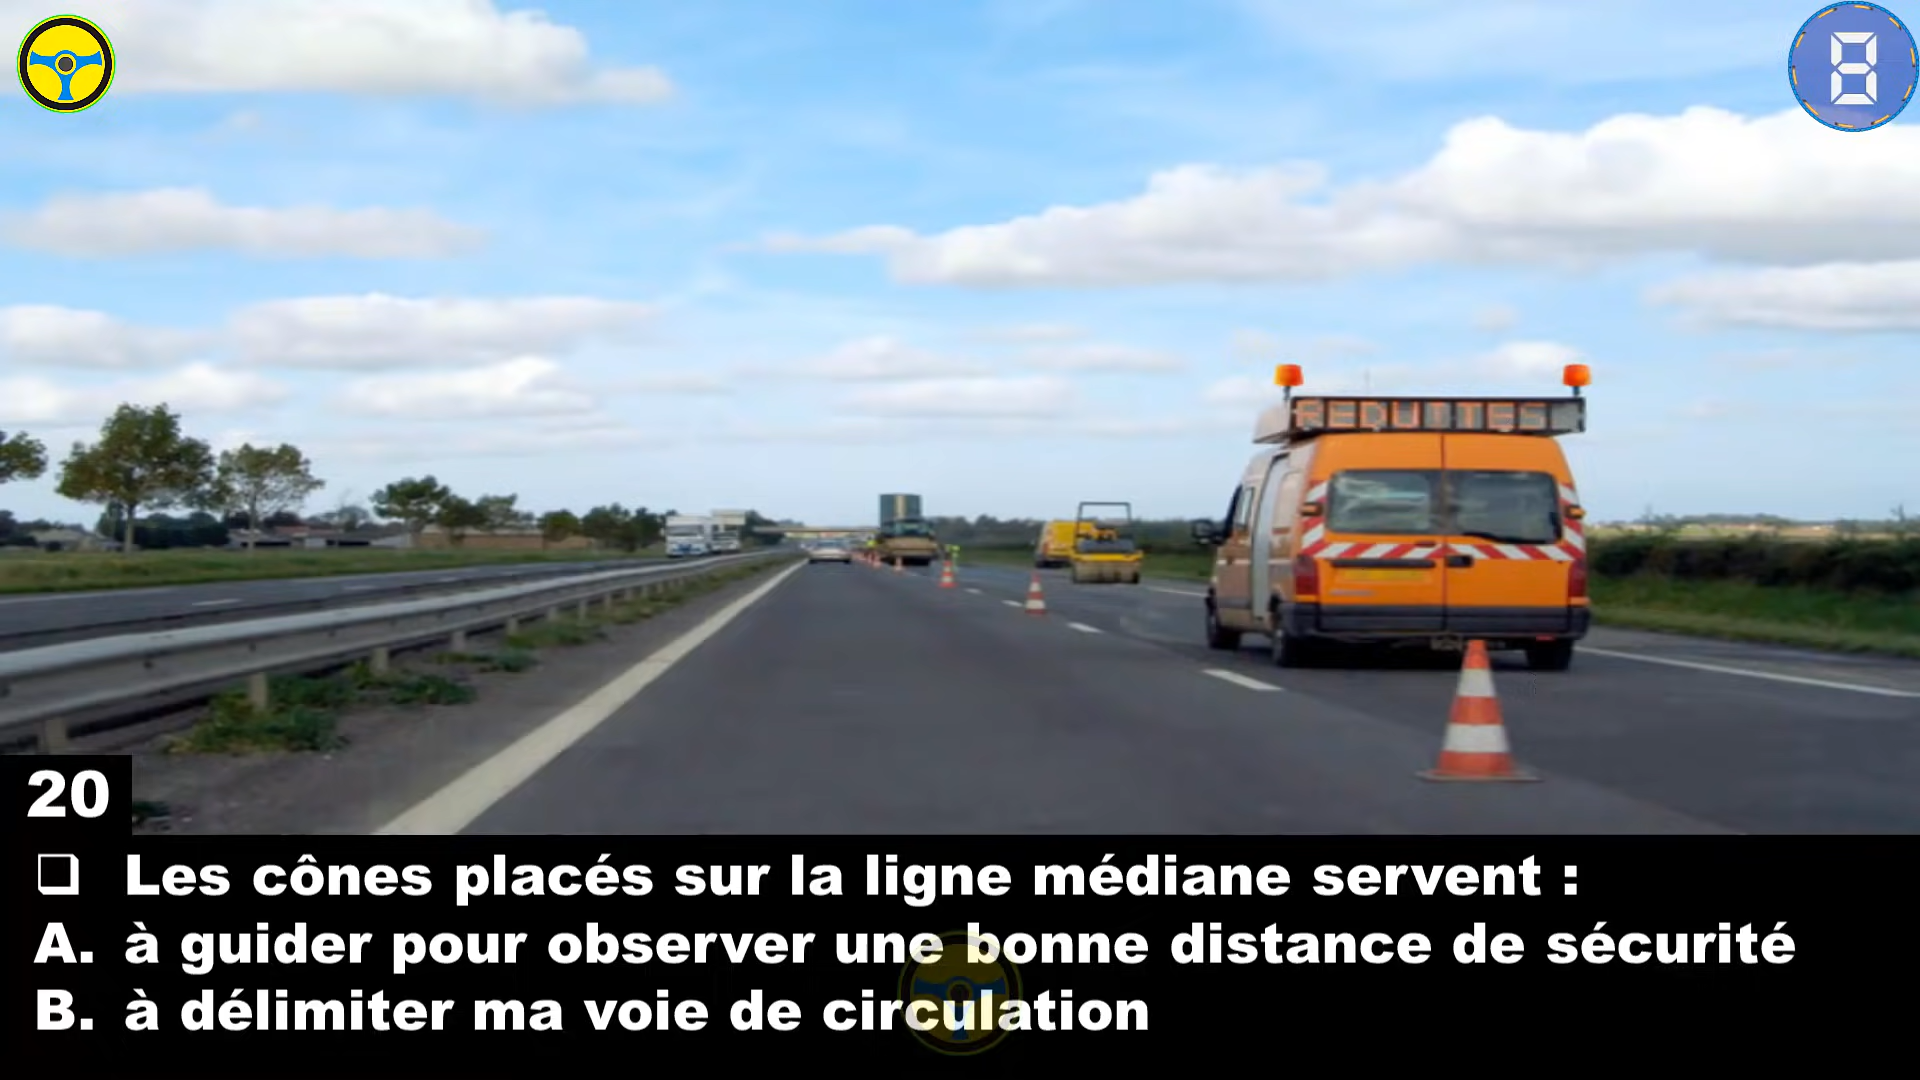 8
REDUITES
20
❑ Les cônes placés sur la ligne médiane servent :
A. à guider pour observer une bonne distance de sécurité
B. à délimiter ma voie de circulation